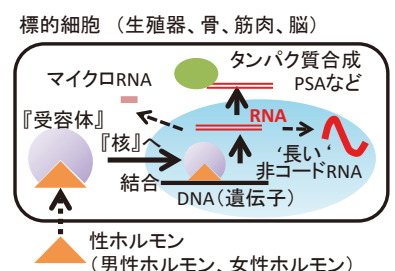 標的細胞 (生殖器、骨、筋肉、脳)
タンパク質合成
PSAなど
マイクロRNA
『受容体』
RNA
『核』へ
結合
‘長い‘
非コードRNA
DNA(遺伝子)
性ホルモン
(男性ホルモン、女性ホルモン)